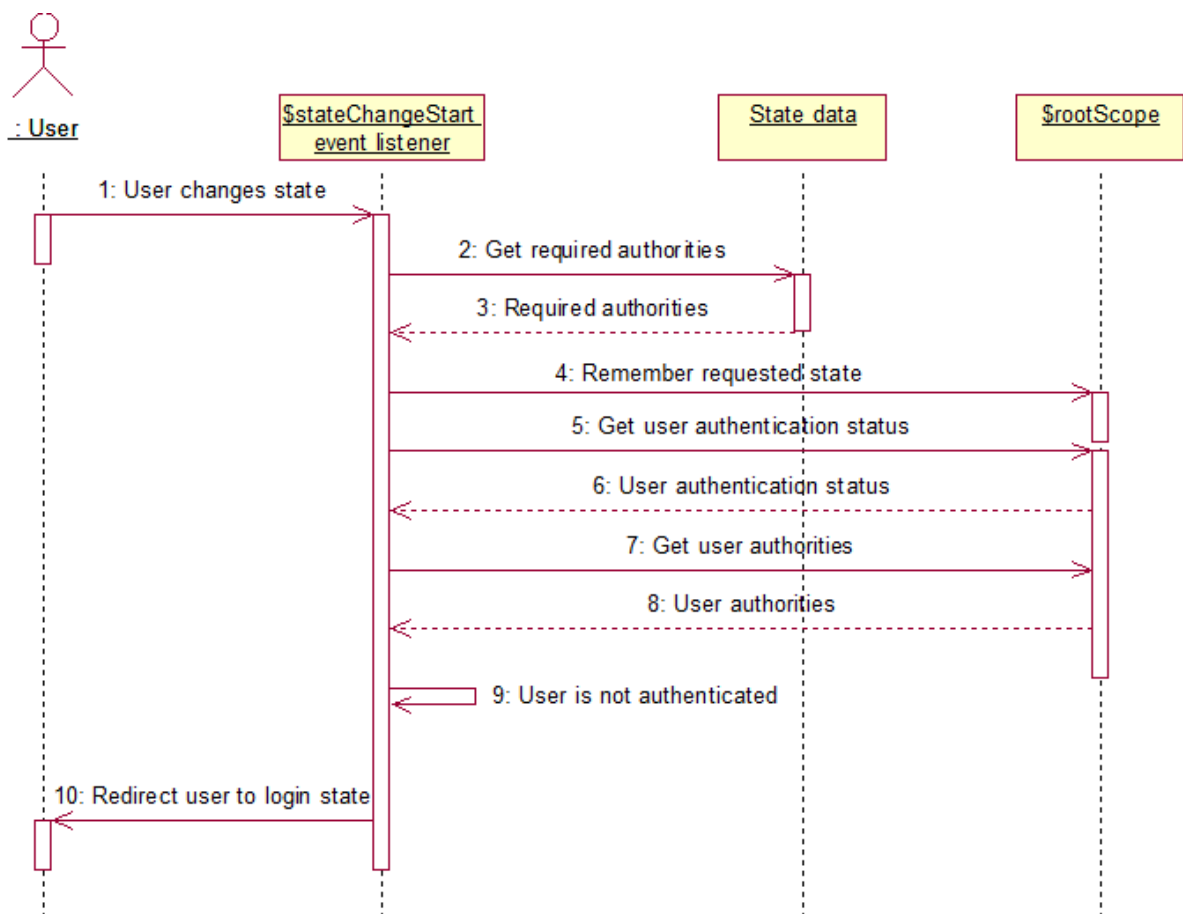 : User
$stateChangeStart
event listener
State data
$rootScope
1: User changes state
2: Get required authorities
3: Required authorities
4: Remember requested state
5: Get user authentication status
6: User authentication status
7: Get user authorities
8: User authorities
9: User is not authenticated
10: Redirect user to login state